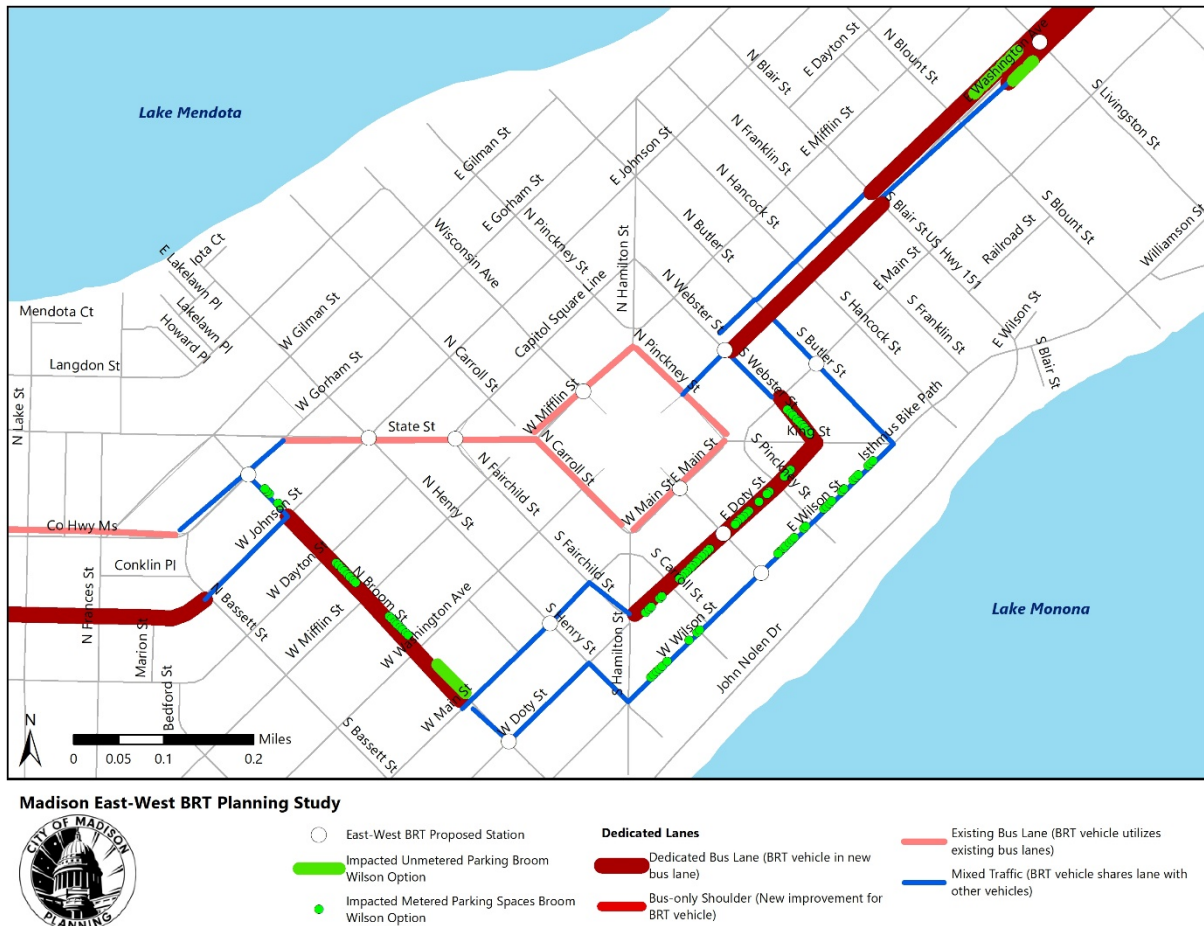 Lake Mendota
Lake Monona
Washington Ave
N Blount St
E Dayton St
N Blair St
S Livingston St
E Mifflin St
N Franklin St
E Gilman St
E Johnson St
N Hancock St
E Gorham St
N Pinckney St
N Butler St
S Blair St
US Hwy 151
Railroad St
S Blount St
Williamson St
Iota Ct
E Lakelawn Pl
Lakelawn Pl
Howard Pl
Wisconsin Ave
N Hamilton St
Capitol Square Line
E Main St
S Franklin St
S Hancock St
E Wilson St
Mendota Ct
W Gilman St
N Webster St
N Carroll St
N Pinckney St
S Webster St
S Butler St
S Blair St
Langdon St
W Gorham St
W Mifflin St
Isthmus Bike Path
N Lake St
State St
King St
N Carroll St
N Fairchild St
W Main St
E Main St
S Pinckney St
E Doty St
E Wilson St
Co Hwy Ms
W Johnson St
N Henry St
Conklin Pl
W Dayton St
S Fairchild St
S Carroll St
N Frances St
N Bassett St
N Broom St
W Mifflin St
W Washington Ave
Marion St
Bedford St
S Henry St
S Hamilton St
W Wilson St
John Nolen Dr
W Main St
W Doty St
S Bassett St
N
Miles
0 0.05 0.1 0.2
Madison East-West BRT Planning Study
CITY OF MADISON
PLANNING
East-West BRT Proposed Station
Impacted Unmetered Parking Broom
Wilson Option
Impacted Metered Parking Spaces Broom
Wilson Option
Dedicated Lanes
Dedicated Bus Lane (BRT vehicle in new
bus lane)
Bus-only Shoulder (New improvement for
BRT vehicle)
Existing Bus Lane (BRT vehicle utilizes
existing bus lanes)
Mixed Traffic (BRT vehicle shares lane with
other vehicles)